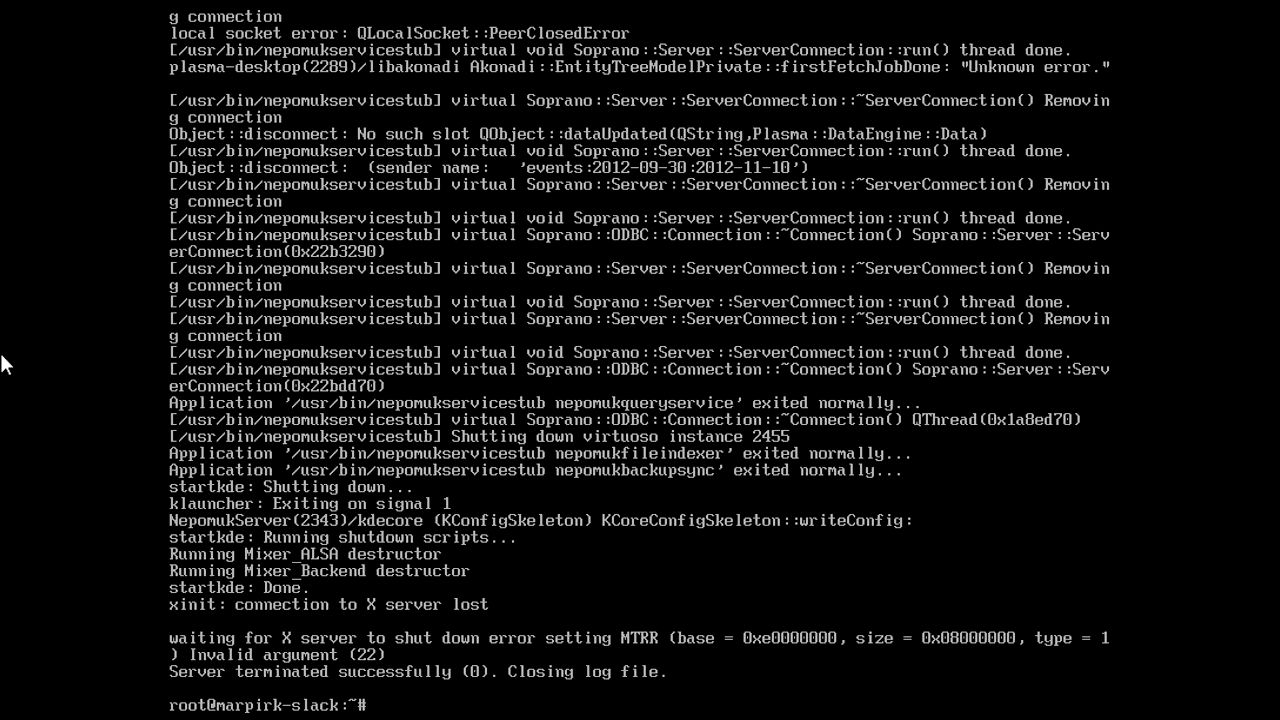 g connection
local socket error: QLocalSocket::PeerClosedError
[/usr/bin/nepomukservicestub] virtual void Soprano::Server::ServerConnection::run() thread done.
plasma-desktop(2289)/libakonadi Akonadi::EntityTreeModelPrivate::firstFetchJobDone: "Unknown error."
[/usr/bin/nepomukservicestub] virtual Soprano::Server::ServerConnection::~ServerConnection() Removin
g connection
Object::disconnect: No such slot QObject::dataUpdated(QString,Plasma::DataEngine::Data)
[/usr/bin/nepomukservicestub] virtual void Soprano::Server::ServerConnection::run() thread done.
Object::disconnect:  (sender name:   'events:2012-09-30:2012-11-10')
[/usr/bin/nepomukservicestub] virtual Soprano::Server::ServerConnection::~ServerConnection() Removin
g connection
[/usr/bin/nepomukservicestub] virtual void Soprano::Server::ServerConnection::run() thread done.
[/usr/bin/nepomukservicestub] virtual Soprano::ODBC::Connection::~Connection() Soprano::Server::Serv
erConnection(0x22b3290)
[/usr/bin/nepomukservicestub] virtual Soprano::Server::ServerConnection::~ServerConnection() Removin
g connection
[/usr/bin/nepomukservicestub] virtual void Soprano::Server::ServerConnection::run() thread done.
[/usr/bin/nepomukservicestub] virtual Soprano::Server::ServerConnection::~ServerConnection() Removin
g connection
[/usr/bin/nepomukservicestub] virtual void Soprano::Server::ServerConnection::run() thread done.
[/usr/bin/nepomukservicestub] virtual Soprano::ODBC::Connection::~Connection() Soprano::Server::Serv
erConnection(0x22bdd70)
Application '/usr/bin/nepomukservicestub nepomukqueryservice' exited normally...
[/usr/bin/nepomukservicestub] virtual Soprano::ODBC::Connection::~Connection() QThread(0x1a8ed70)
[/usr/bin/nepomukservicestub] Shutting down virtuoso instance 2455
Application '/usr/bin/nepomukservicestub nepomukfileindexer' exited normally...
Application '/usr/bin/nepomukservicestub nepomukbackupsync' exited normally...
startkde: Shutting down...
klauncher: Exiting on signal 1
NepomukServer(2343)/kdecore (KConfigSkeleton) KCoreConfigSkeleton::writeConfig:
startkde: Running shutdown scripts...
Running Mixer_ALSA destructor
Running Mixer_Backend destructor
startkde: Done.
xinit: connection to X server lost
waiting for X server to shut down error setting MTRR (base = 0xe0000000, size = 0x08000000, type = 1
) Invalid argument (22)
Server terminated successfully (0). Closing log file.
root@marpirk-slack:~#